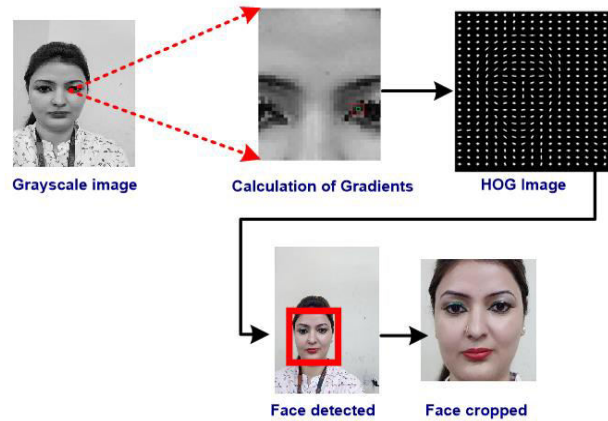 Grayscale image
Calculation of Gradients
HOG Image
Face detected
Face cropped